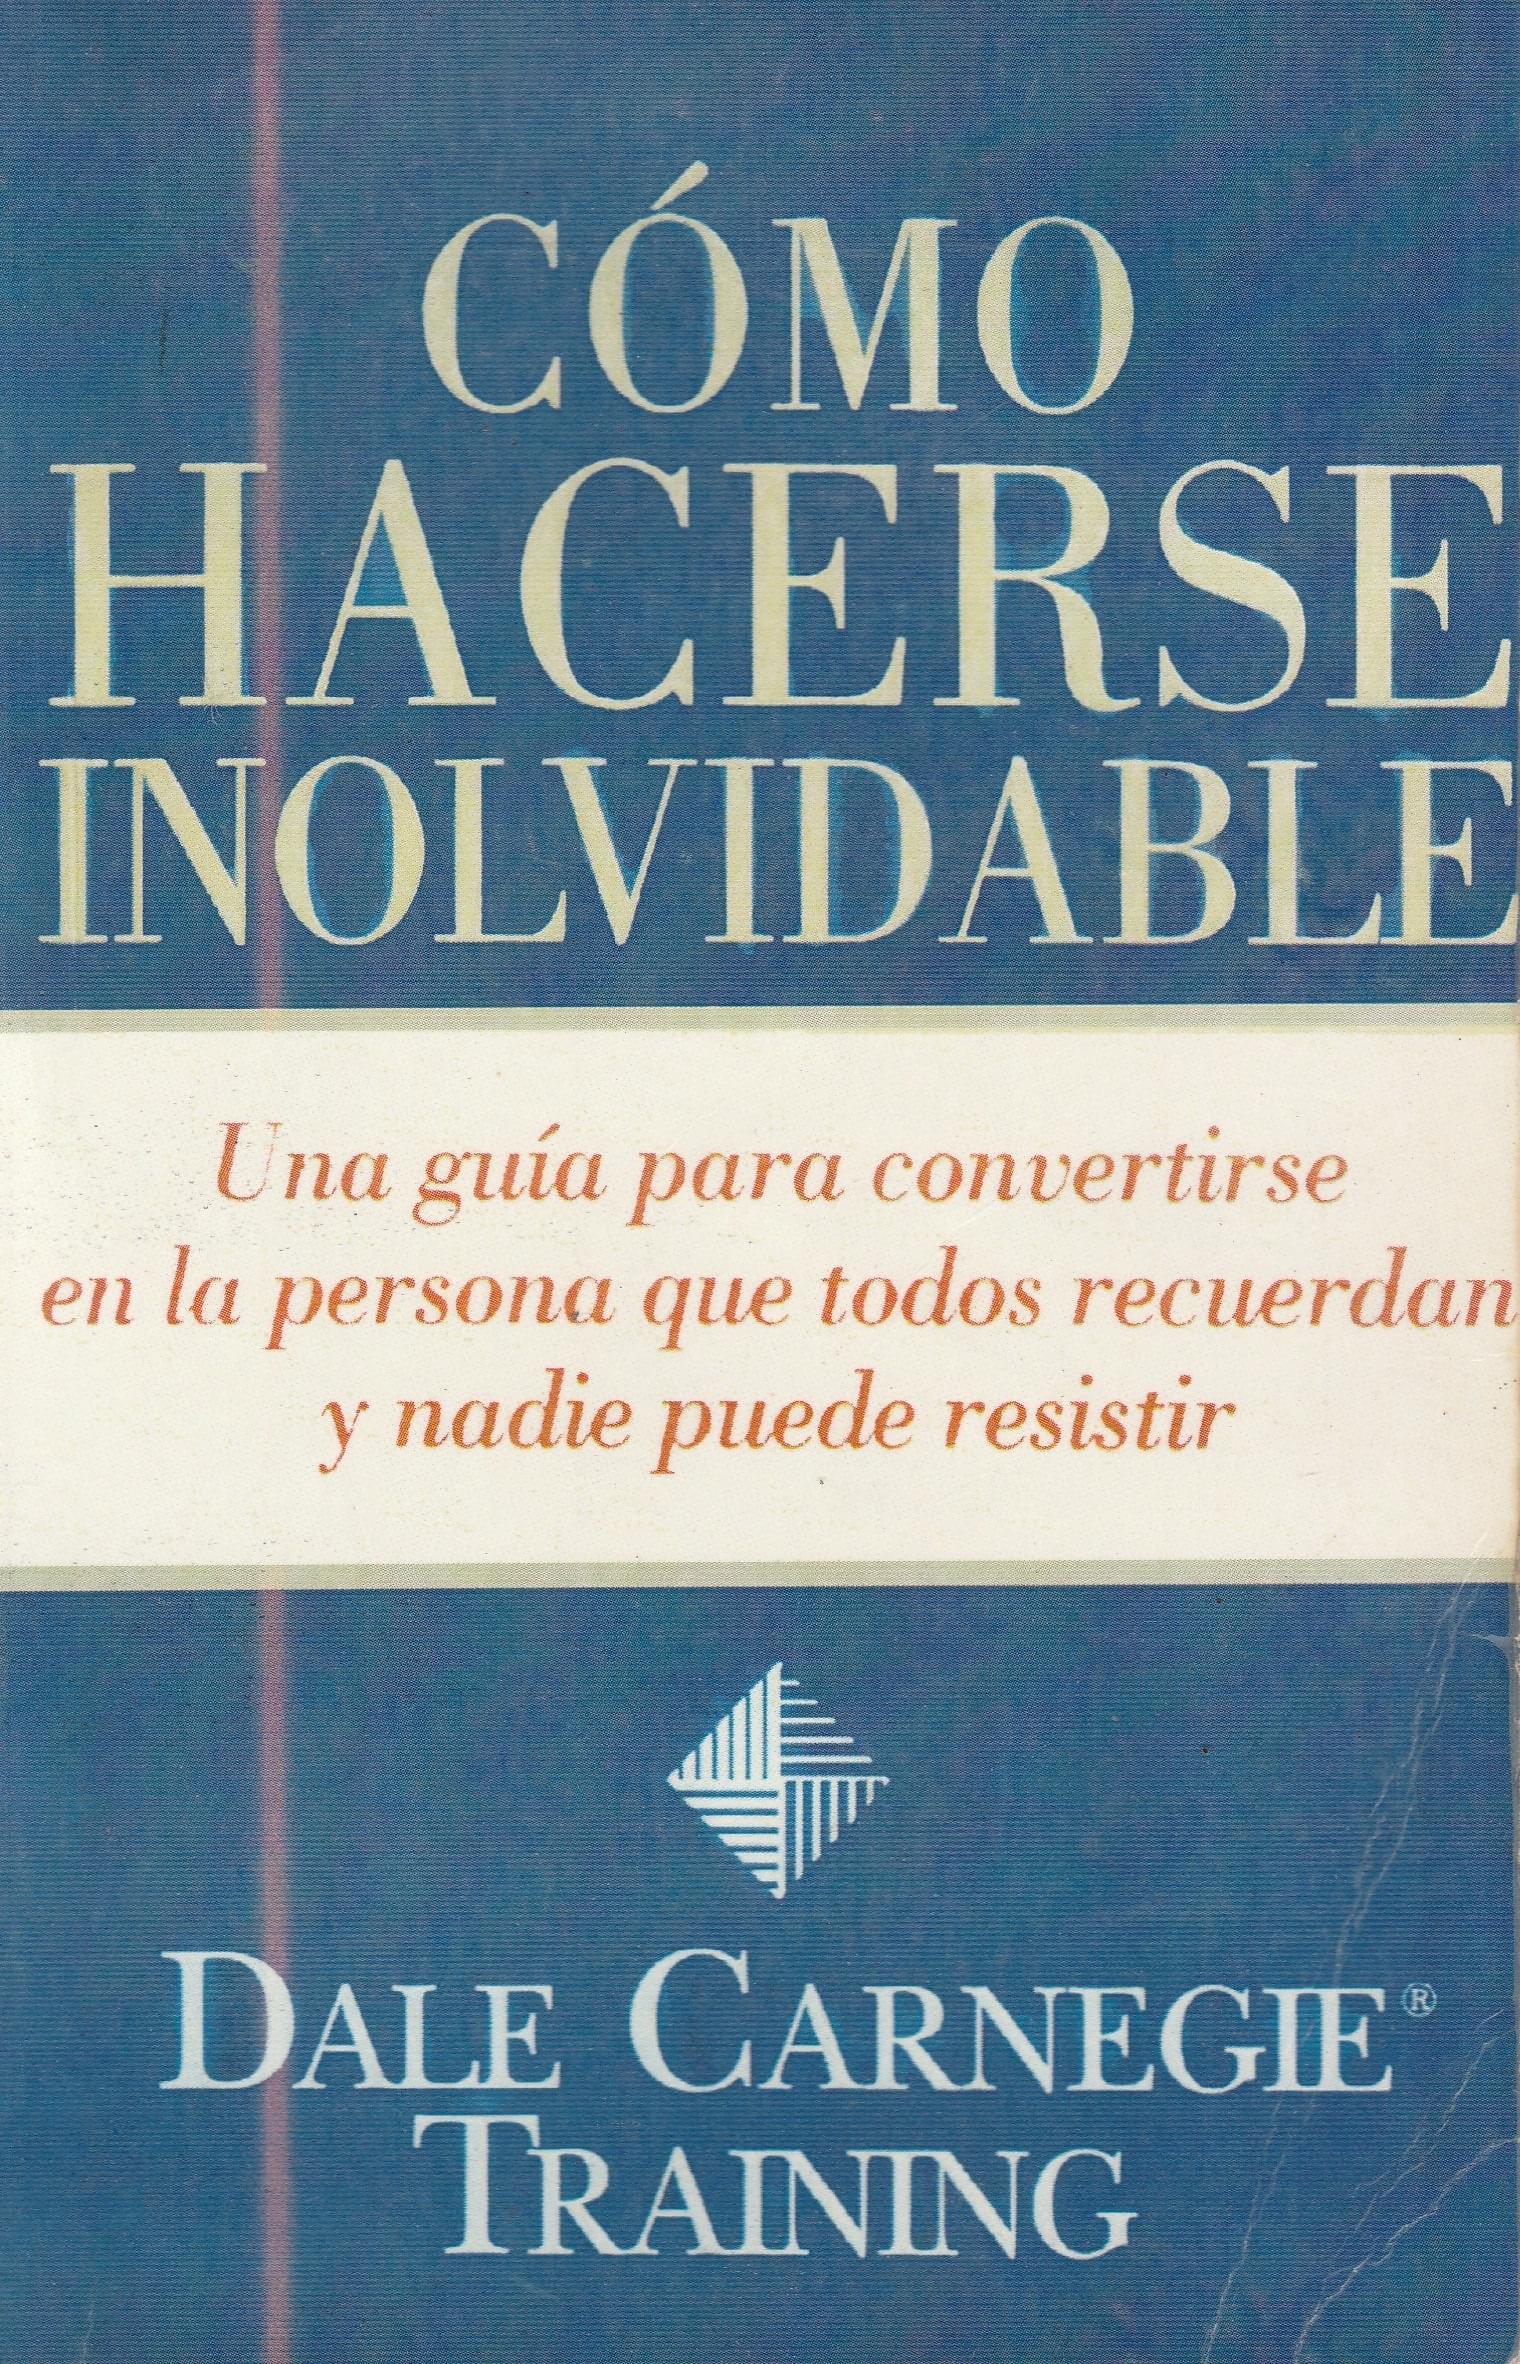 CÓMO
HACERSE
INOLVIDABLE
Una guía para convertirse
en la persona que todos recuerdan
y nadie puede resistir
DALE CARNEGIE®
TRAINING